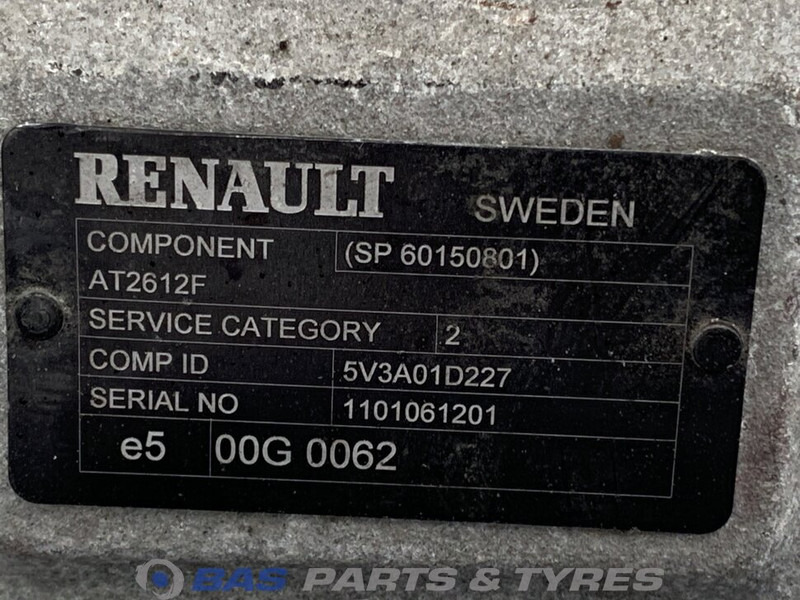 RENAULT SWEDEN
COMPONENT (SP 60150801)
AT2612F
SERVICE CATEGORY 2
COMP ID 5V3A01D227
SERIAL NO 1101061201
e5 00G 0062
BAS PARTS & TYRES